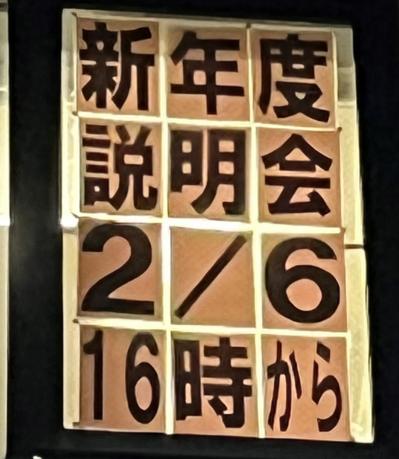 新年度
説明会
2/6
16時から